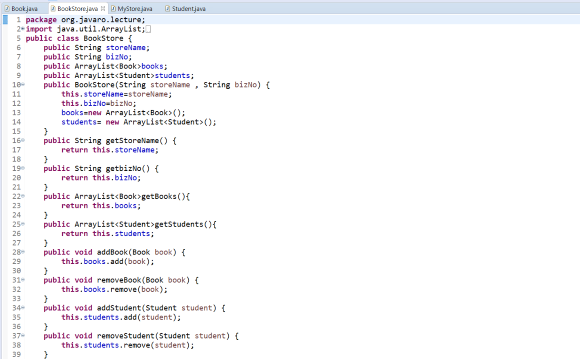 Book.java BookStore.java MyStore.java Student.java
1 package org.javaro.lecture;
2 import java.util.ArrayList;
5 public class BookStore {
6 public String storeName;
7 public String bizNo;
8 public ArrayList<Book>books;
9 public ArrayList<Student>students;
10 public BookStore(String storeName , String bizNo) {
11 this.storeName=storeName;
12 this.bizNo=bizNo;
13 books=new ArrayList<Book>();
14 students= new ArrayList<Student>();
15 }
16 public String getStoreName() {
17 return this.storeName;
18 }
19 public String getbizNo() {
20 return this.bizNo;
21 }
22 public ArrayList<Book>getBooks(){
23 return this.books;
24 }
25 public ArrayList<Student>getStudents(){
26 return this.students;
27 }
28 public void addBook(Book book) {
29 this.books.add(book);
30 }
31 public void removeBook(Book book) {
32 this.books.remove(book);
33 }
34 public void addStudent(Student student) {
35 this.students.add(student);
36 }
37 public void removeStudent(Student student) {
38 this.students.remove(student);
39 }